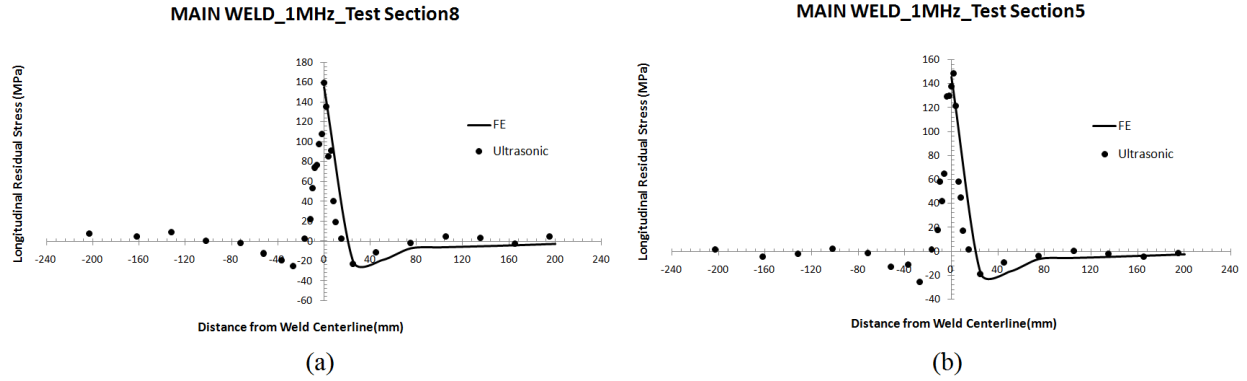 MAIN WELD_1MHz_Test Section8
Longitudinal Residual Stress (MPa)
180
160
140
120
100
80
60
40
20
0
-20
-40
-60
-240 -200 -160 -120 -80 -40 0 40 80 120 160 200 240
FE
Ultrasonic
Distance from Weld Centerline(mm)
(a)
MAIN WELD_1MHz_Test Section5
Longitudinal Residual Stress (MPa)
160
140
120
100
80
60
40
20
0
-20
-40
-240 -200 -160 -120 -80 -40 0 40 80 120 160 200 240
FE
Ultrasonic
Distance from Weld Centerline(mm)
(b)